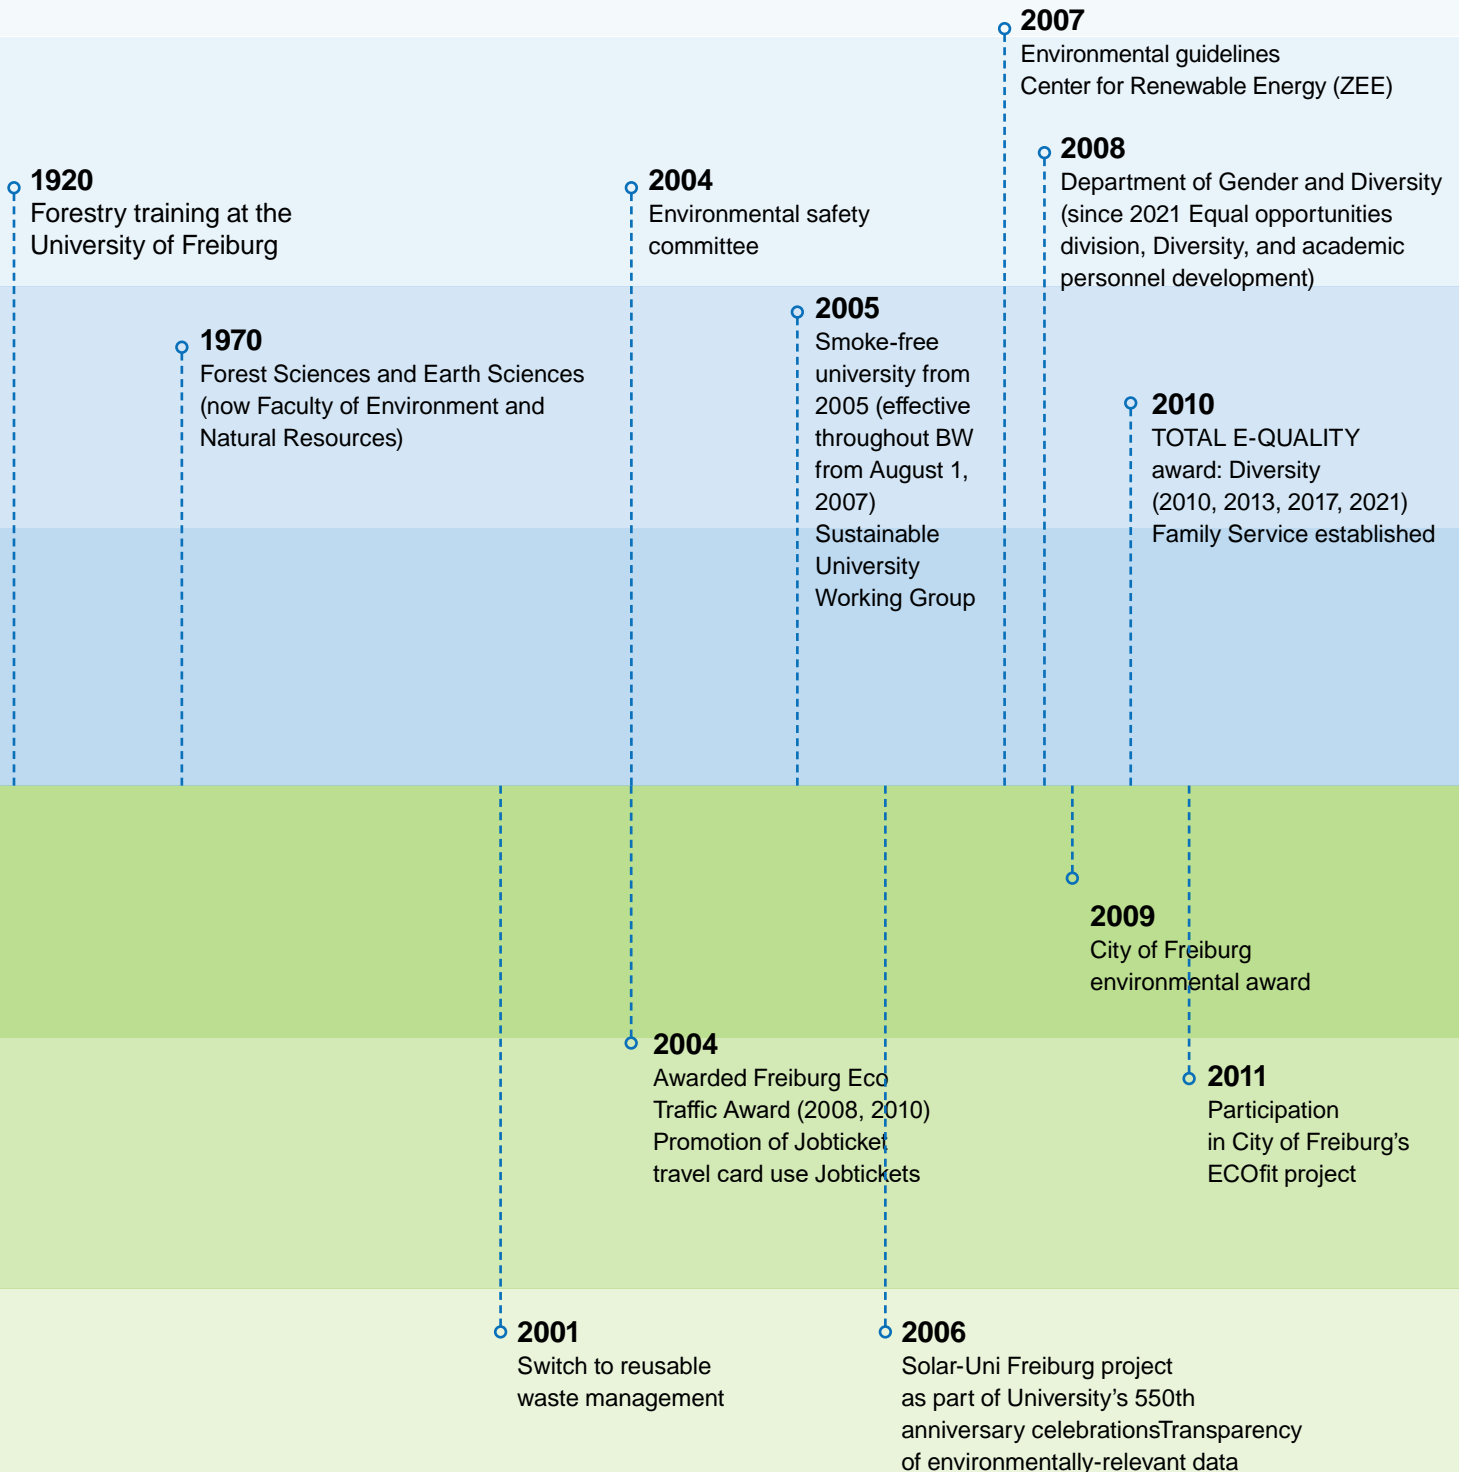 2007
Environmental guidelines
Center for Renewable Energy (ZEE)
2008
Department of Gender and Diversity
(since 2021 Equal opportunities
division, Diversity, and academic
personnel development)
1920
Forestry training at the
University of Freiburg
2004
Environmental safety
committee
1970
Forest Sciences and Earth Sciences
(now Faculty of Environment and
Natural Resources)
2005
Smoke-free
university from
2005 (effective
throughout BW
from August 1,
2007)
Sustainable
University
Working Group
2010
TOTAL E-QUALITY
award: Diversity
(2010, 2013, 2017, 2021)
Family Service established
2009
City of Freiburg
environmental award
2004
Awarded Freiburg Eco
Traffic Award (2008, 2010)
Promotion of Jobticket
travel card use Jobtickets
2011
Participation
in City of Freiburg’s
ECOfit project
2001
Switch to reusable
waste management
2006
Solar-Uni Freiburg project
as part of University’s 550th
anniversary celebrationsTransparency
of environmentally-relevant data